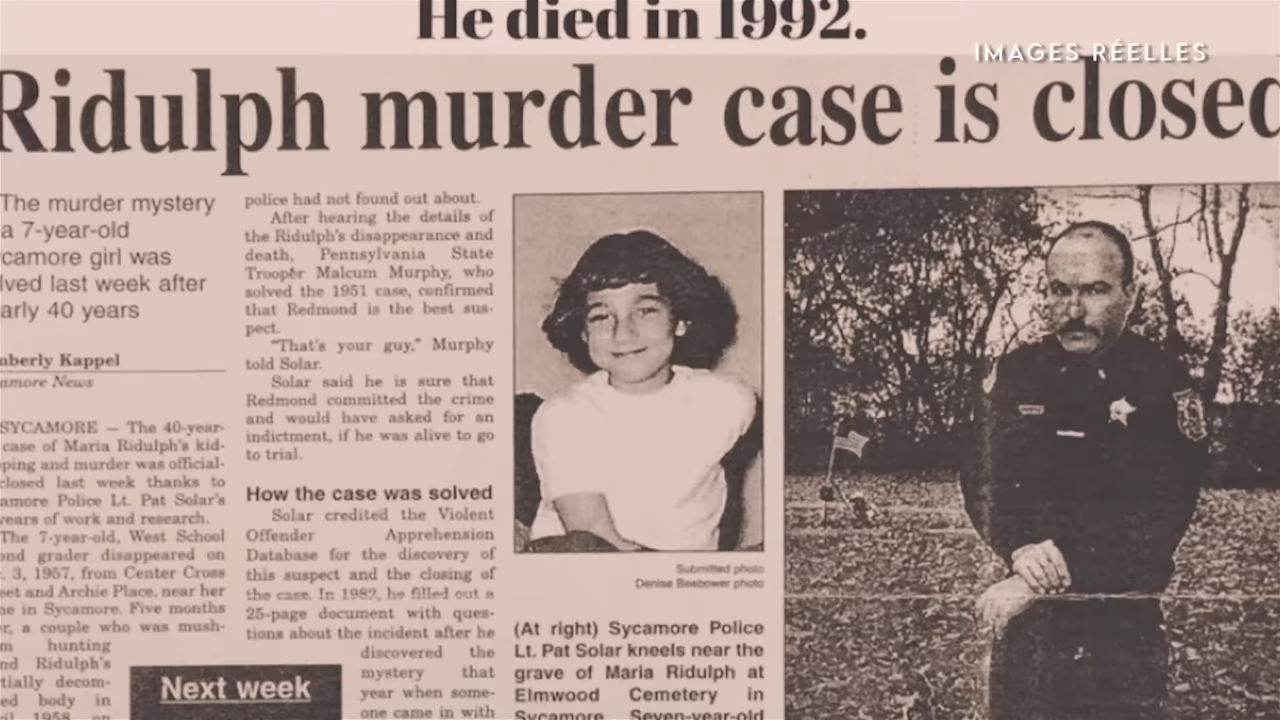 He died in 1992.
IMAGES RÉELLES
Ridulph murder case is closed
The murder mystery
a 7-year-old
camore girl was
lved last week after
arly 40 years
mberly Kappel
amore News
SYCAMORE — The 40-year-
case of Maria Ridulph's kid-
ping and murder was official-
closed last week thanks to
amore Police Lt. Pat Solar's
years of work and research.
The 7-year-old, West School
ond grader disappeared on
. 3, 1957, from Center Cross
eet and Archie Place, near her
me in Sycamore. Five months
er, a couple who was mush-
m hunting
nd Ridulph's
tially decom-
ed body in
il 1958 on
Next week
police had not found out about.
After hearing the details of
the Ridulph's disappearance and
death, Pennsylvania State
Trooper Malcum Murphy, who
solved the 1951 case, confirmed
that Redmond is the best sus-
pect.
"That's your guy," Murphy
told Solar.
Solar said he is sure that
Redmond committed the crime
and would have asked for an
indictment, if he was alive to go
to trial.
How the case was solved
Solar credited the Violent
Offender Apprehension
Database for the discovery of
this suspect and the closing of
the case. In 1982, he filled out a
25-page document with ques-
tions about the incident after he
discovered the
mystery that
year when some-
one came in with
Submitted photo
Denise Beebower photo
(At right) Sycamore Police
Lt. Pat Solar kneels near the
grave of Maria Ridulph at
Elmwood Cemetery in
Sycamore. Seven-year-old